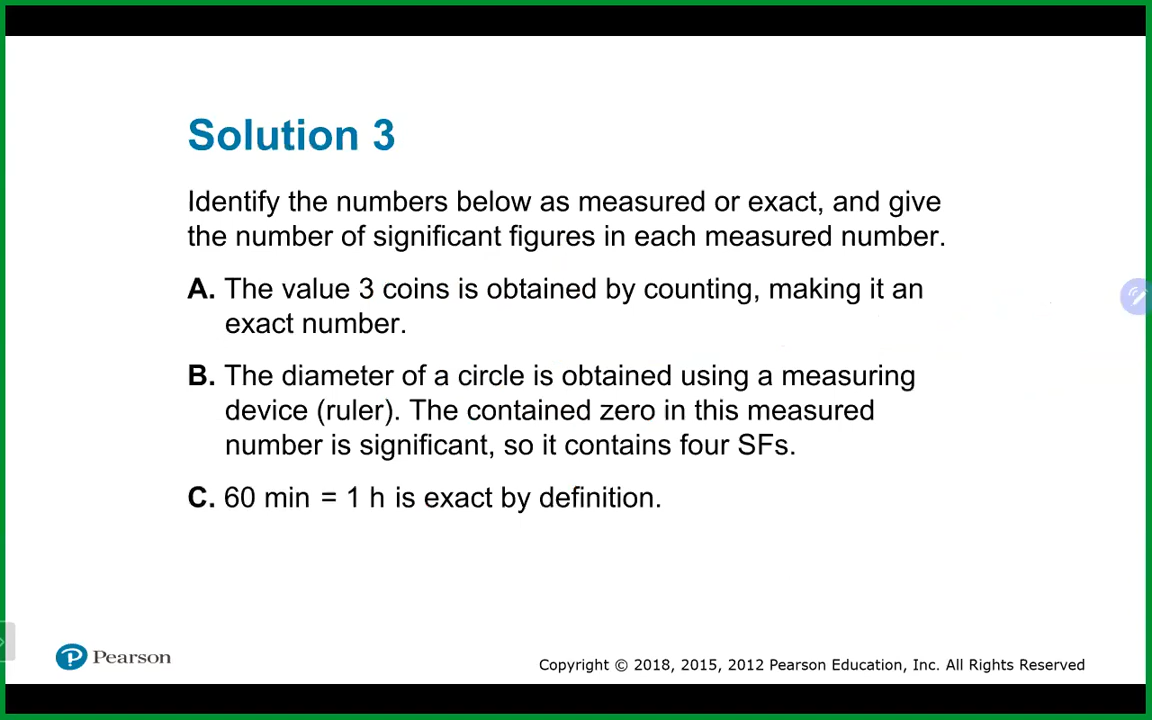 Solution 3
Identify the numbers below as measured or exact, and give
the number of significant figures in each measured number.
A. The value 3 coins is obtained by counting, making it an
exact number.
B. The diameter of a circle is obtained using a measuring
device (ruler). The contained zero in this measured
number is significant, so it contains four SFs.
C. 60 min = 1 h is exact by definition.
Pearson
Copyright © 2018, 2015, 2012 Pearson Education, Inc. All Rights Reserved